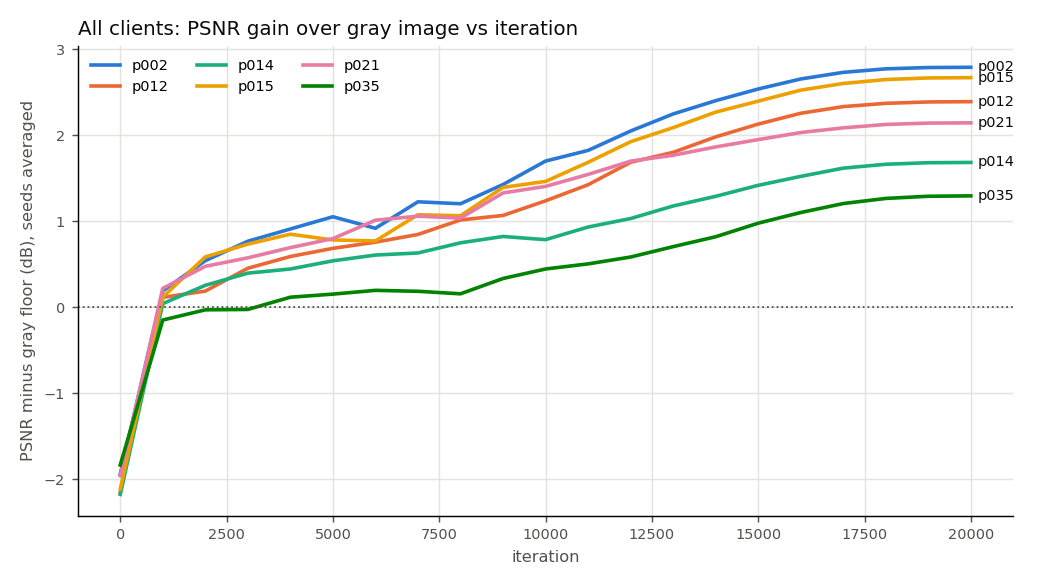 All clients: PSNR gain over gray image vs iteration
PSNR minus gray floor (dB), seeds averaged
3
2
1
0
−1
−2
p002 p014 p021
p012 p015 p035
p002
p015
p012
p021
p014
p035
0 2500 5000 7500 10000 12500 15000 17500 20000
iteration